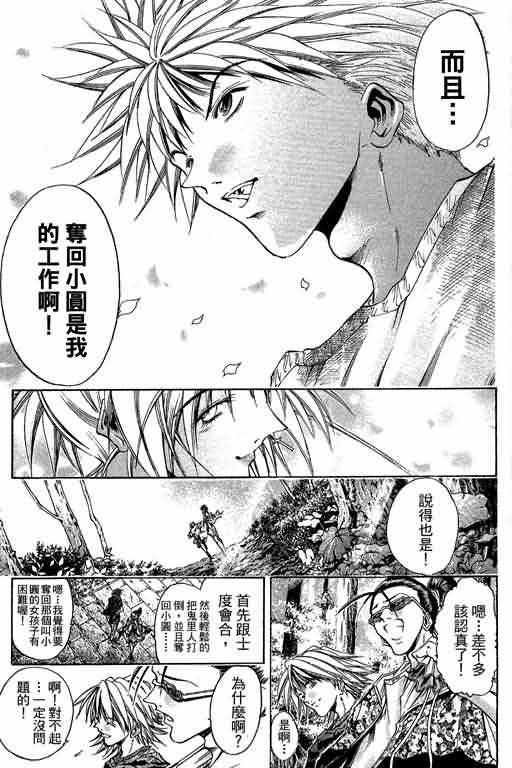 而且…
奪回小圓是我
的工作啊！
說得也是！
嗯…差不多
該認真了！
是啊…
首先跟士
度會合，
然後輕鬆的
把鬼里人打
倒，並且奪
回小圓…
為什麼啊？
嗯！我覺得要
奪回那個叫小
圓的女孩子有
困難喔！
啊！對不起
…一定沒問
題的！